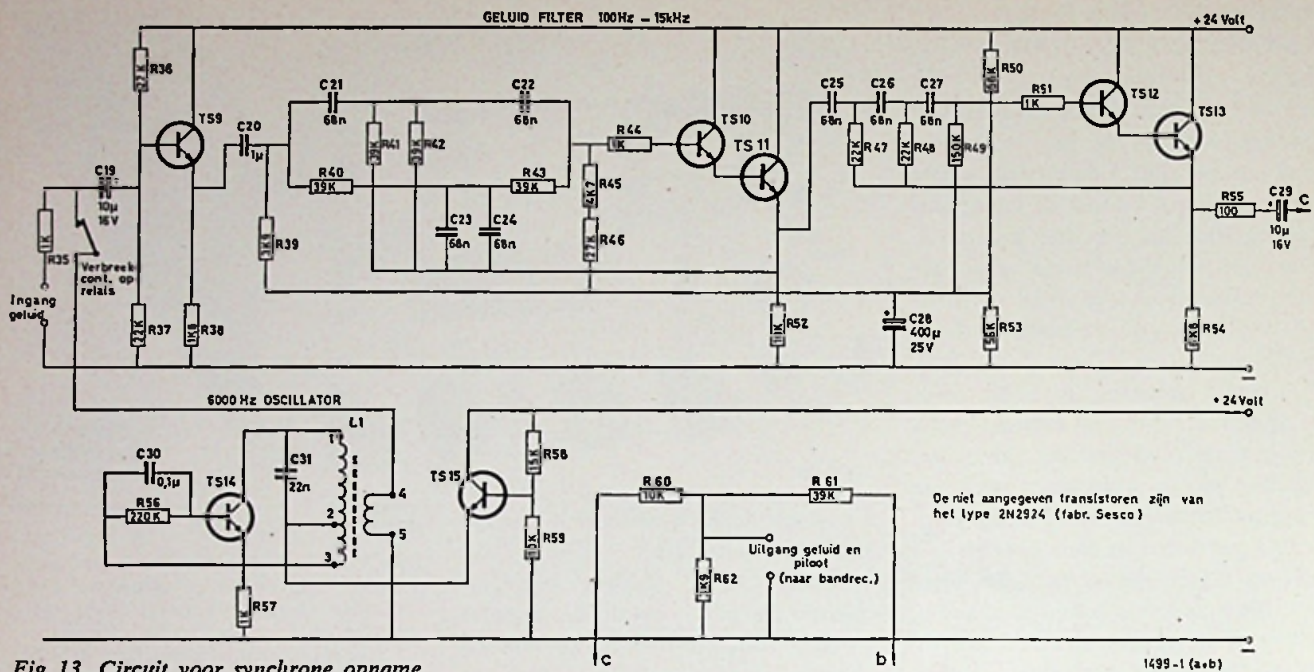 GELUID FILTER 100Hz – 15kHz
+ 24 Volt
R36
TS9
C20
1µ
C21
68n
C22
68n
R41
39K
R42
39K
R40
39K
R43
39K
R44
1K
R45
4K7
R46
27K
TS10
TS 11
C25
68n
C26
68n
C27
68n
R47
22K
R48
22K
R49
150K
R50
R51
1K
TS12
TS13
C19
10µ
16V
R35
1K
Verbreek
cont. op
relais
Ingang
geluid
R37
22K
R38
R39
C23
68n
C24
68n
R52
C28
400µ
25V
R53
56K
R54
R55
100
C29
10µ
16V
C
6000 Hz OSCILLATOR
+ 24 Volt
L1
1
2
3
4
5
C30
0,1µ
R56
220K
TS14
C31
22n
R57
1K
TS15
R58
15K
R59
10K
R 60
10K
R 61
39K
R62
Uitgang geluid en
piloot
(naar bandrec.)
De niet aangegeven transistoren zijn van
het type 2N2924 (fabr. Sesco)
c
b
Fig. 13. Circuit voor synchrone opname.
1499-1 (a+b)